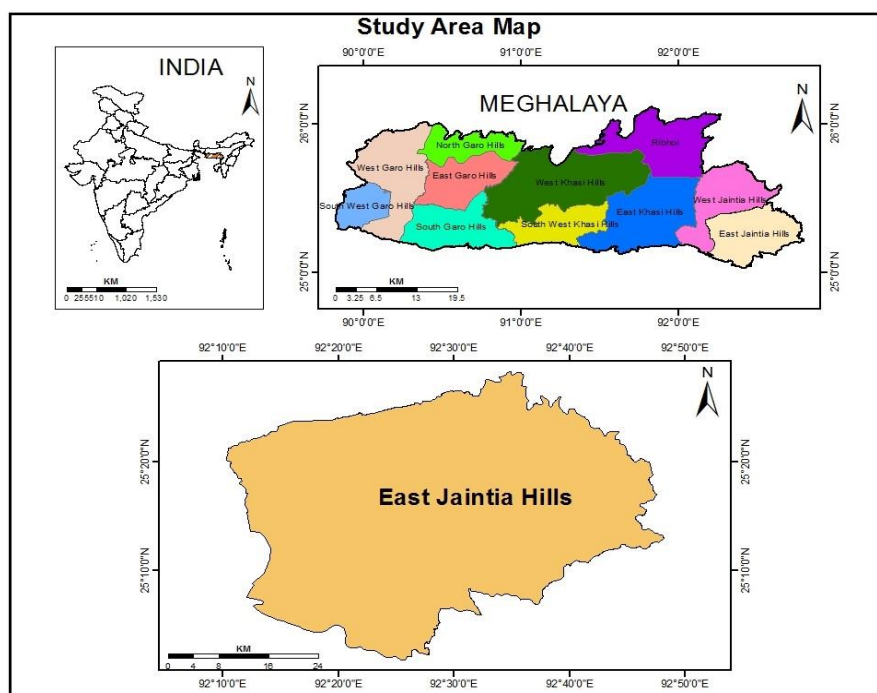 Study Area Map
INDIA
N
KM
0 255510 1,020 1,530
90°0'0"E 91°0'0"E 92°0'0"E
MEGHALAYA
N
26°0'0"N
26°0'0"N
North Garo Hills
Ribhoi
West Garo Hills
East Garo Hills
West Khasi Hills
South West Garo Hills
West Jaintia Hills
East Khasi Hills
South Garo Hills
South West Khasi Hills
East Jaintia Hills
25°0'0"N
25°0'0"N
KM
0 3.25 6.5 13 19.5
90°0'0"E 91°0'0"E 92°0'0"E
92°10'0"E 92°20'0"E 92°30'0"E 92°40'0"E 92°50'0"E
N
25°20'0"N
25°20'0"N
East Jaintia Hills
25°10'0"N
25°10'0"N
KM
0 4 8 16 24
92°10'0"E 92°20'0"E 92°30'0"E 92°40'0"E 92°50'0"E